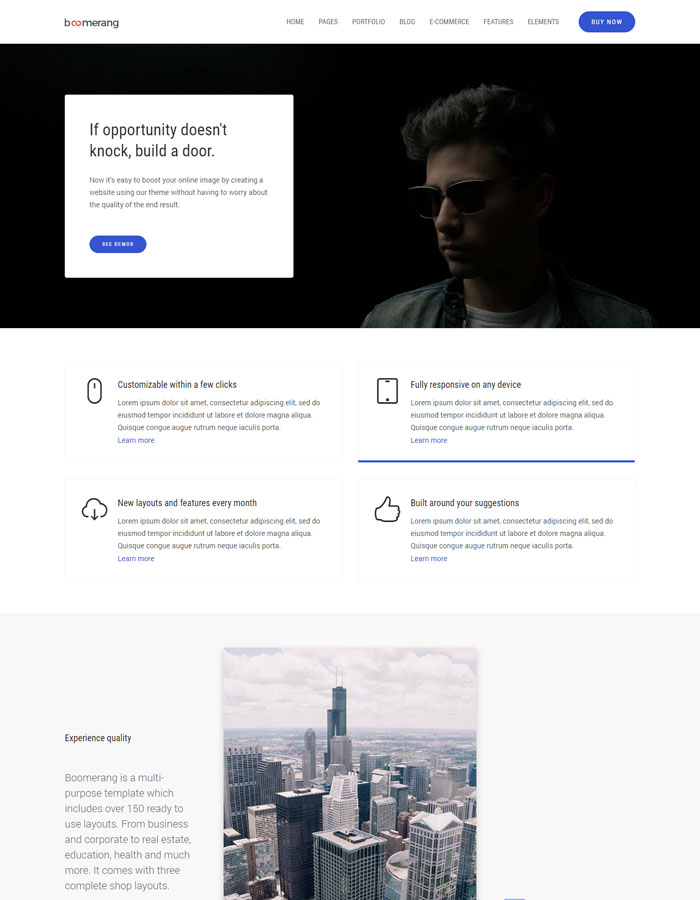 boomerang
HOME PAGES PORTFOLIO BLOG E-COMMERCE FEATURES ELEMENTS BUY NOW
If opportunity doesn't
knock, build a door.
Now it's easy to boost your online image by creating a
website using our theme without having to worry about
the quality of the end result.
SEE DEMOS
Customizable within a few clicks
Lorem ipsum dolor sit amet, consectetur adipiscing elit, sed do
eiusmod tempor incididunt ut labore et dolore magna aliqua.
Quisque congue augue rutrum neque iaculis porta.
Learn more
Fully responsive on any device
Lorem ipsum dolor sit amet, consectetur adipiscing elit, sed do
eiusmod tempor incididunt ut labore et dolore magna aliqua.
Quisque congue augue rutrum neque iaculis porta.
Learn more
New layouts and features every month
Lorem ipsum dolor sit amet, consectetur adipiscing elit, sed do
eiusmod tempor incididunt ut labore et dolore magna aliqua.
Quisque congue augue rutrum neque iaculis porta.
Learn more
Built around your suggestions
Lorem ipsum dolor sit amet, consectetur adipiscing elit, sed do
eiusmod tempor incididunt ut labore et dolore magna aliqua.
Quisque congue augue rutrum neque iaculis porta.
Learn more
Experience quality
Boomerang is a multi-
purpose template which
includes over 150 ready to
use layouts. From business
and corporate to real estate,
education, health and much
more. It comes with three
complete shop layouts.